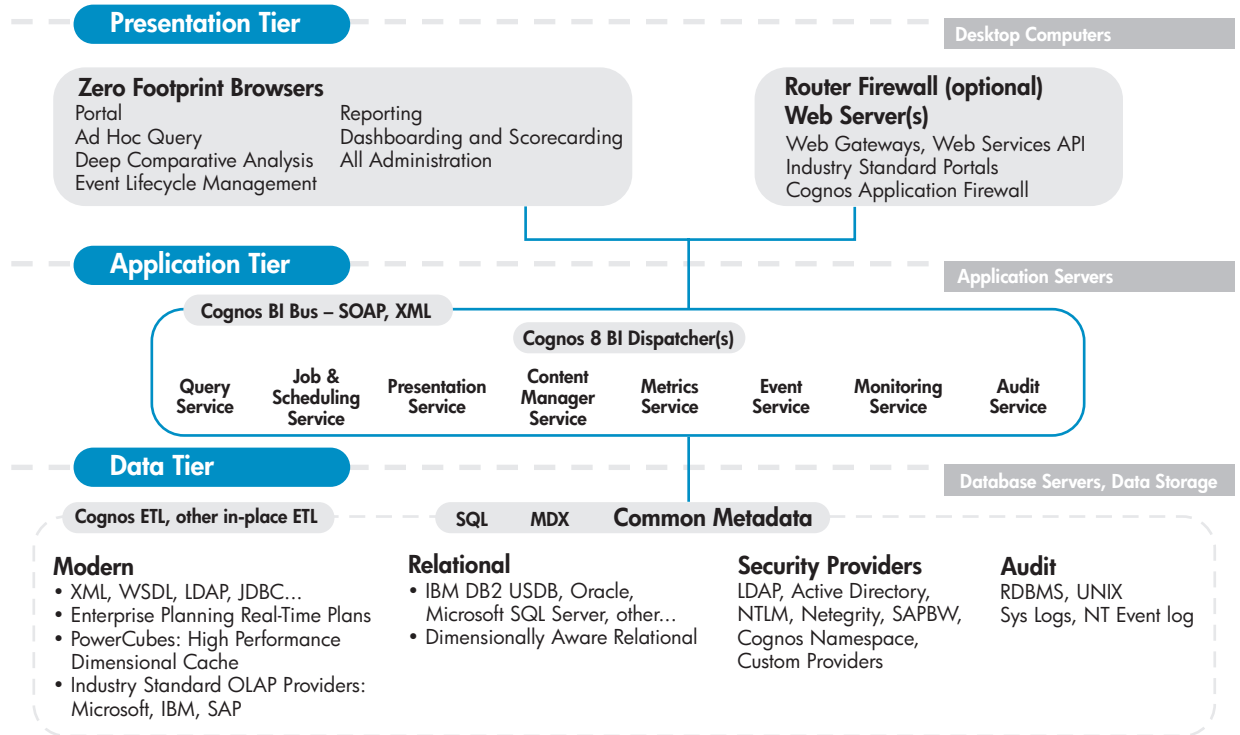 Presentation Tier
Desktop Computers
Zero Footprint Browsers
Portal
Ad Hoc Query
Deep Comparative Analysis
Event Lifecycle Management
Reporting
Dashboarding and Scorecarding
All Administration
Router Firewall (optional)
Web Server(s)
Web Gateways, Web Services API
Industry Standard Portals
Cognos Application Firewall
Application Tier
Application Servers
Cognos BI Bus – SOAP, XML
Cognos 8 BI Dispatcher(s)
Query
Service
Job &
Scheduling
Service
Presentation
Service
Content
Manager
Service
Metrics
Service
Event
Service
Monitoring
Service
Audit
Service
Data Tier
Database Servers, Data Storage
Cognos ETL, other in-place ETL
SQL MDX Common Metadata
Modern
• XML, WSDL, LDAP, JDBC...
• Enterprise Planning Real-Time Plans
• PowerCubes: High Performance
Dimensional Cache
• Industry Standard OLAP Providers:
Microsoft, IBM, SAP
Relational
• IBM DB2 USDB, Oracle,
Microsoft SQL Server, other...
• Dimensionally Aware Relational
Security Providers
LDAP, Active Directory,
NTLM, Netegrity, SAPBW,
Cognos Namespace,
Custom Providers
Audit
RDBMS, UNIX
Sys Logs, NT Event log